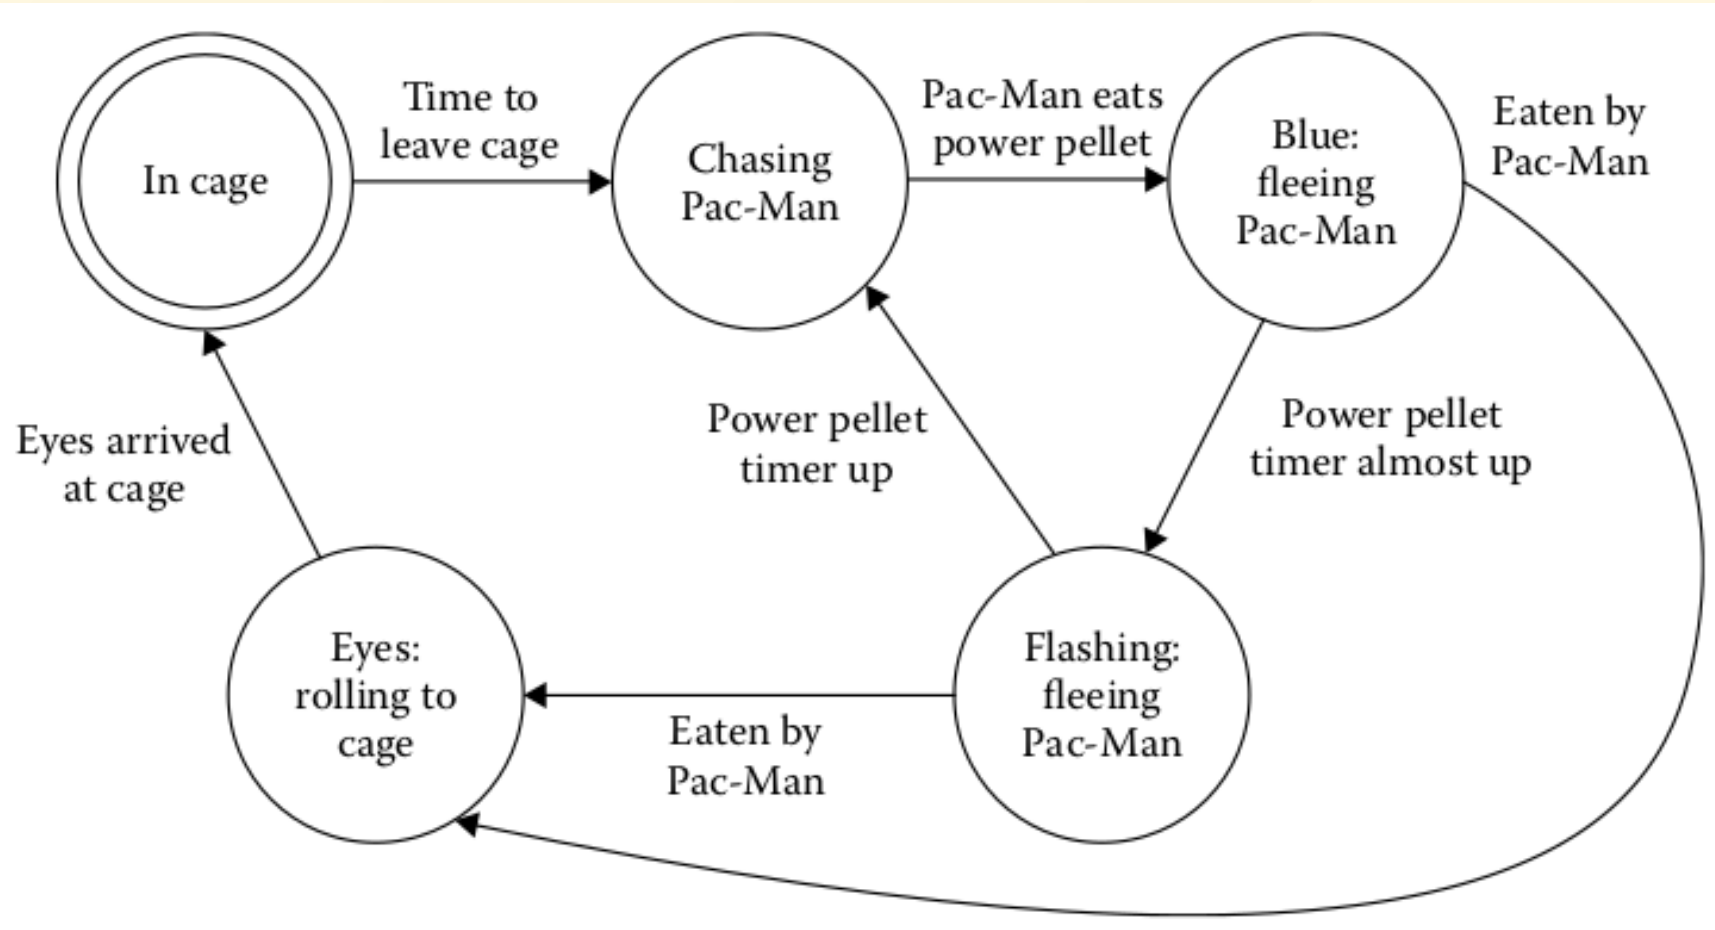 In cage
Time to
leave cage
Chasing
Pac-Man
Pac-Man eats
power pellet
Blue:
fleeing
Pac-Man
Eaten by
Pac-Man
Eyes arrived
at cage
Power pellet
timer up
Power pellet
timer almost up
Eyes:
rolling to
cage
Eaten by
Pac-Man
Flashing:
fleeing
Pac-Man